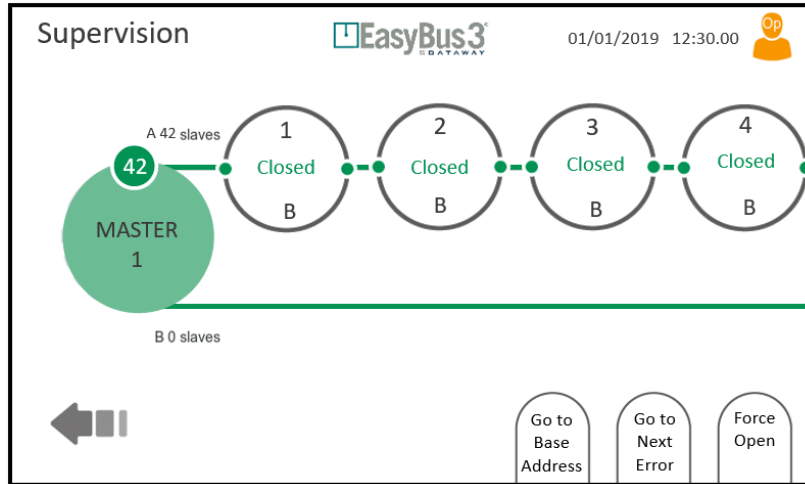 Supervision
EasyBus3
DATAWAY
01/01/2019 12:30.00
Op
A 42 slaves
42
MASTER
1
1
Closed
B
2
Closed
B
3
Closed
B
4
Closed
B
B 0 slaves
Go to
Base
Address
Go to
Next
Error
Force
Open